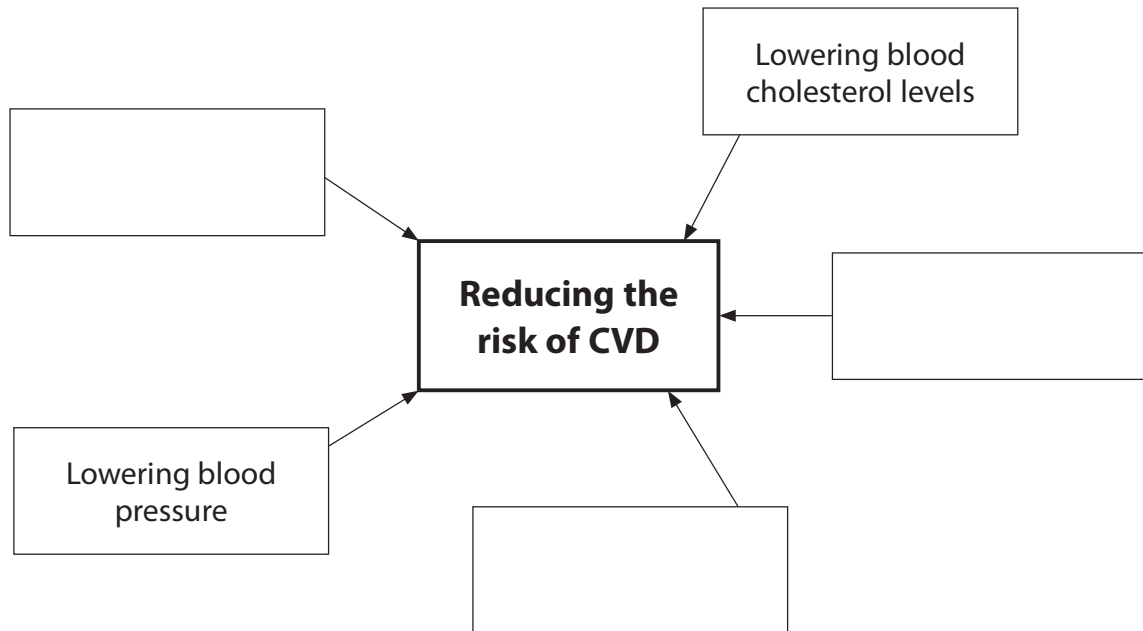 Lowering blood
cholesterol levels
Reducing the
risk of CVD
Lowering blood
pressure